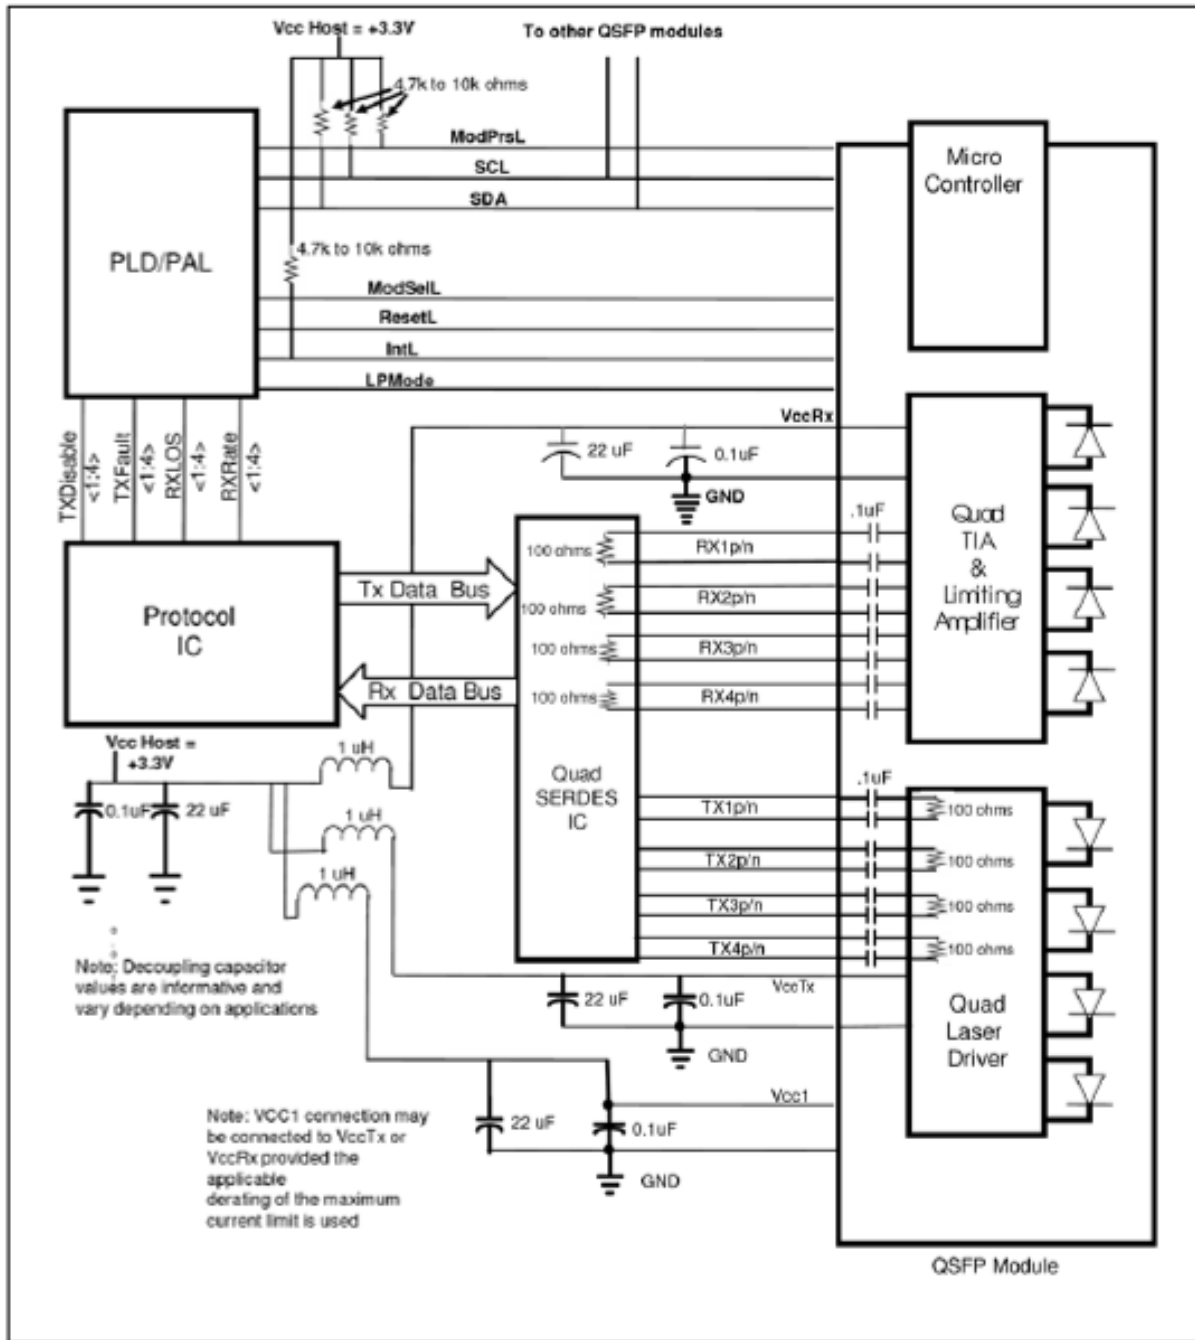 Vcc Host = +3.3V
To other QSFP modules
4.7k to 10k ohms
ModPrsL
SCL
SDA
Micro
Controller
PLD/PAL
4.7k to 10k ohms
ModSelL
ResetL
IntL
LPMode
TXDisable
<1:4>
TXFault
<1:4>
RXLOS
<1:4>
RXRate
<1:4>
VccRx
22 uF
0.1uF
GND
.1uF
Quad
TIA
&
Limiting
Amplifier
100 ohms
RX1p/n
100 ohms
RX2p/n
100 ohms
RX3p/n
100 ohms
RX4p/n
Tx Data Bus
Protocol
IC
Rx Data Bus
Vcc Host =
+3.3V
1 uH
0.1uF
22 uF
1 uH
1 uH
Quad
SERDES
IC
.1uF
TX1p/n
100 ohms
TX2p/n
100 ohms
TX3p/n
100 ohms
TX4p/n
100 ohms
Note: Decoupling capacitor
values are informative and
vary depending on applications
22 uF
0.1uF
VccTx
GND
Quad
Laser
Driver
Vcc1
22 uF
0.1uF
GND
Note: VCC1 connection may
be connected to VccTx or
VccRx provided the
applicable
derating of the maximum
current limit is used
QSFP Module